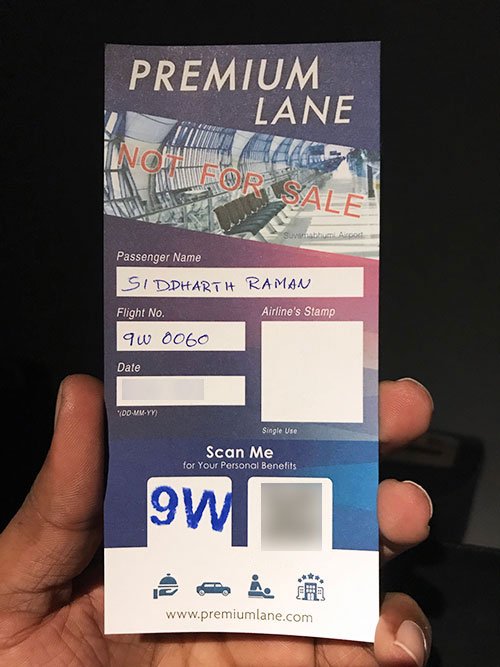 PREMIUM
LANE
NOT FOR SALE
Suvarnabhumi Airport
Passenger Name
SIDDHARTH RAMAN
Flight No.
Airline's Stamp
9W 0060
Date
*(DD-MM-YY)
Single Use
Scan Me
for Your Personal Benefits
9W
www.premiumlane.com